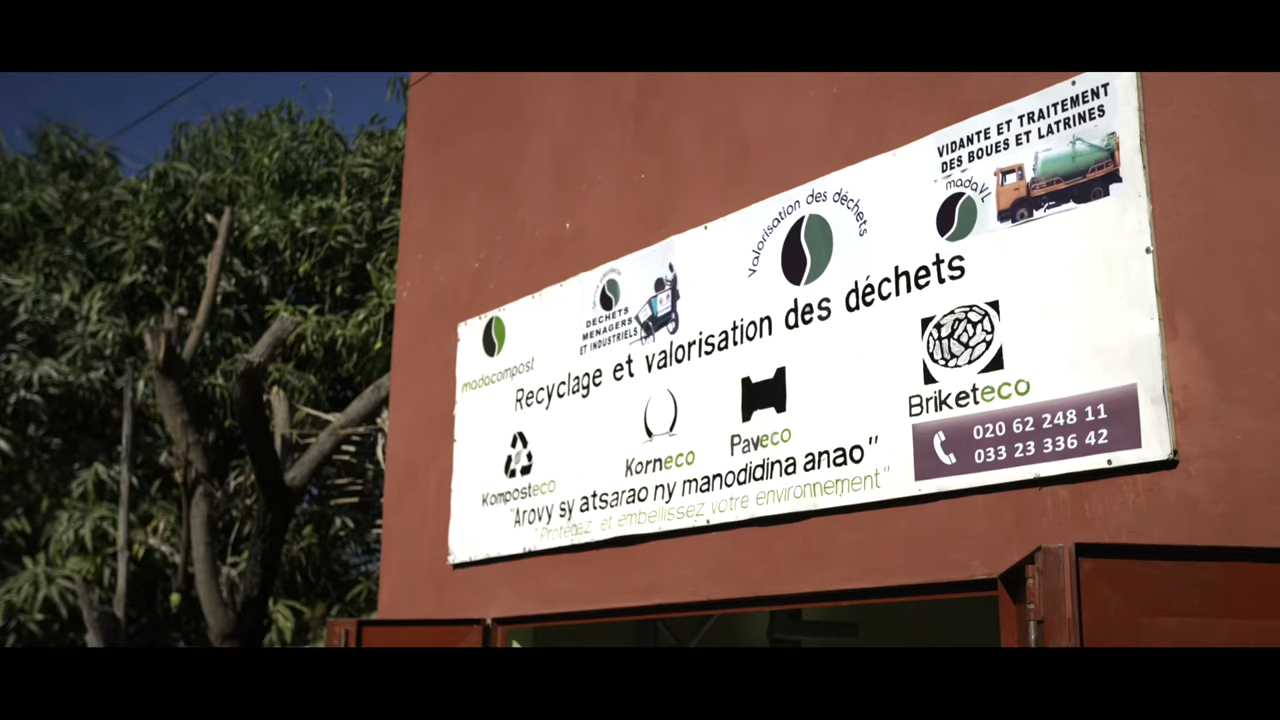 VIDANTE ET TRAITEMENT
DES BOUES ET LATRINES
madaVL
Valorisation des déchets
DECHETS
MENAGERS
ET INDUSTRIELS
madacompost
Recyclage et valorisation des déchets
Komposteco
Korneco
Paveco
Briketeco
020 62 248 11
033 23 336 42
"Arovy sy atsarao ny manodidina anao"
"Protégez et embellissez votre environnement"